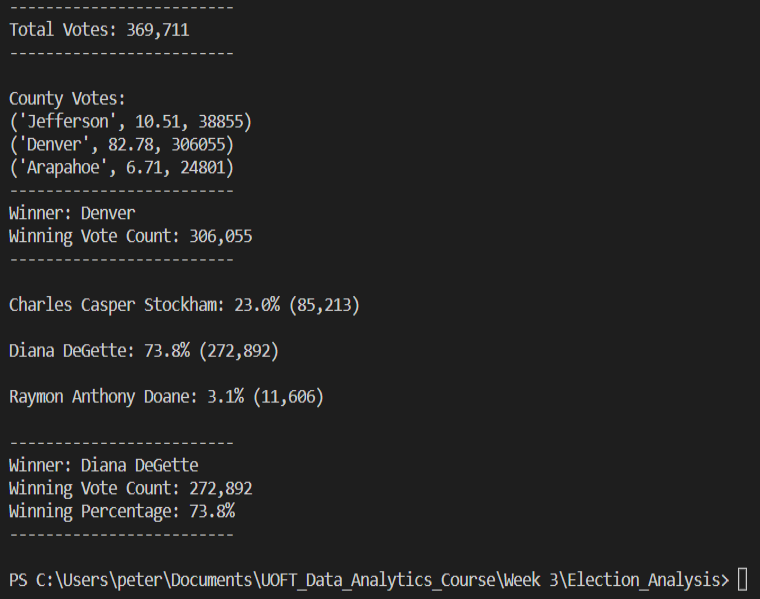 -------------------------
Total Votes: 369,711
-------------------------
County Votes:
('Jefferson', 10.51, 38855)
('Denver', 82.78, 306055)
('Arapahoe', 6.71, 24801)
-------------------------
Winner: Denver
Winning Vote Count: 306,055
-------------------------
Charles Casper Stockham: 23.0% (85,213)
Diana DeGette: 73.8% (272,892)
Raymon Anthony Doane: 3.1% (11,606)
-------------------------
Winner: Diana DeGette
Winning Vote Count: 272,892
Winning Percentage: 73.8%
-------------------------
PS C:\Users\peter\Documents\UOFT_Data_Analytics_Course\Week 3\Election_Analysis>